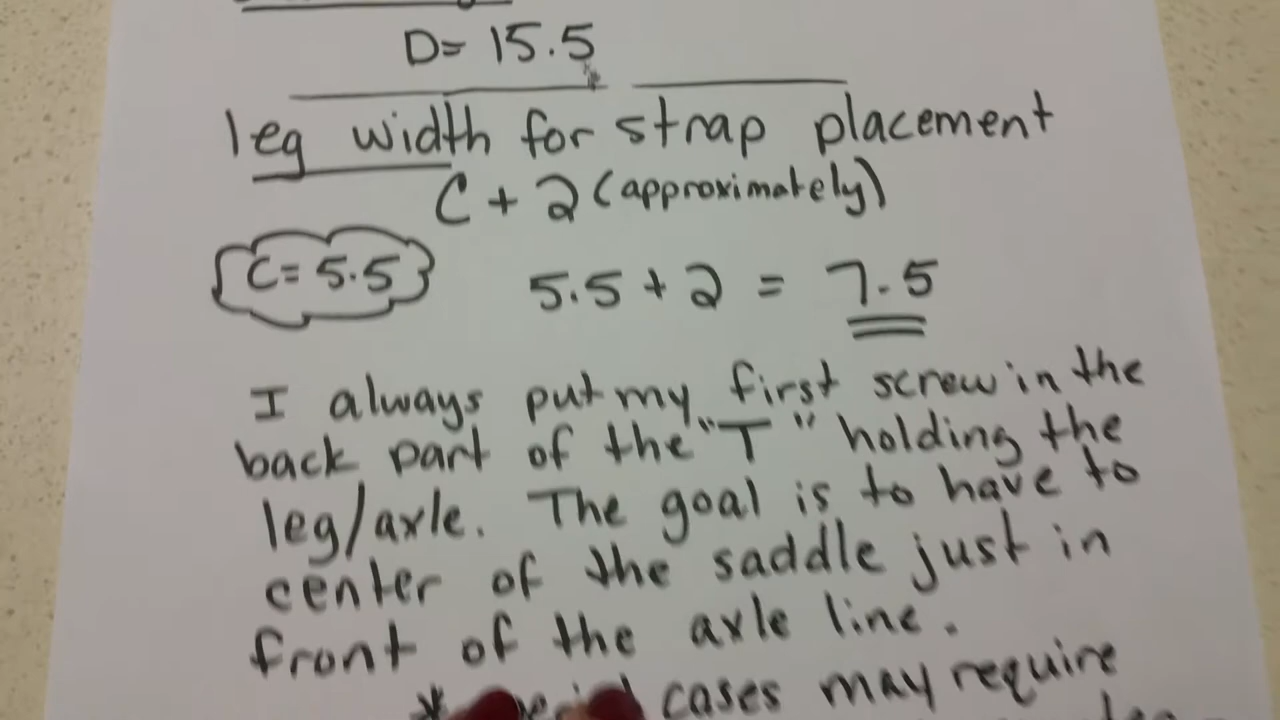 D= 15.5
leg width for strap placement
C + 2 (approximately)
C= 5.5 5.5 + 2 = 7.5
I always put my first screw in the
back part of the "T" holding the
leg/axle. The goal is to have to
center of the saddle just in
front of the axle line.
* cases may require